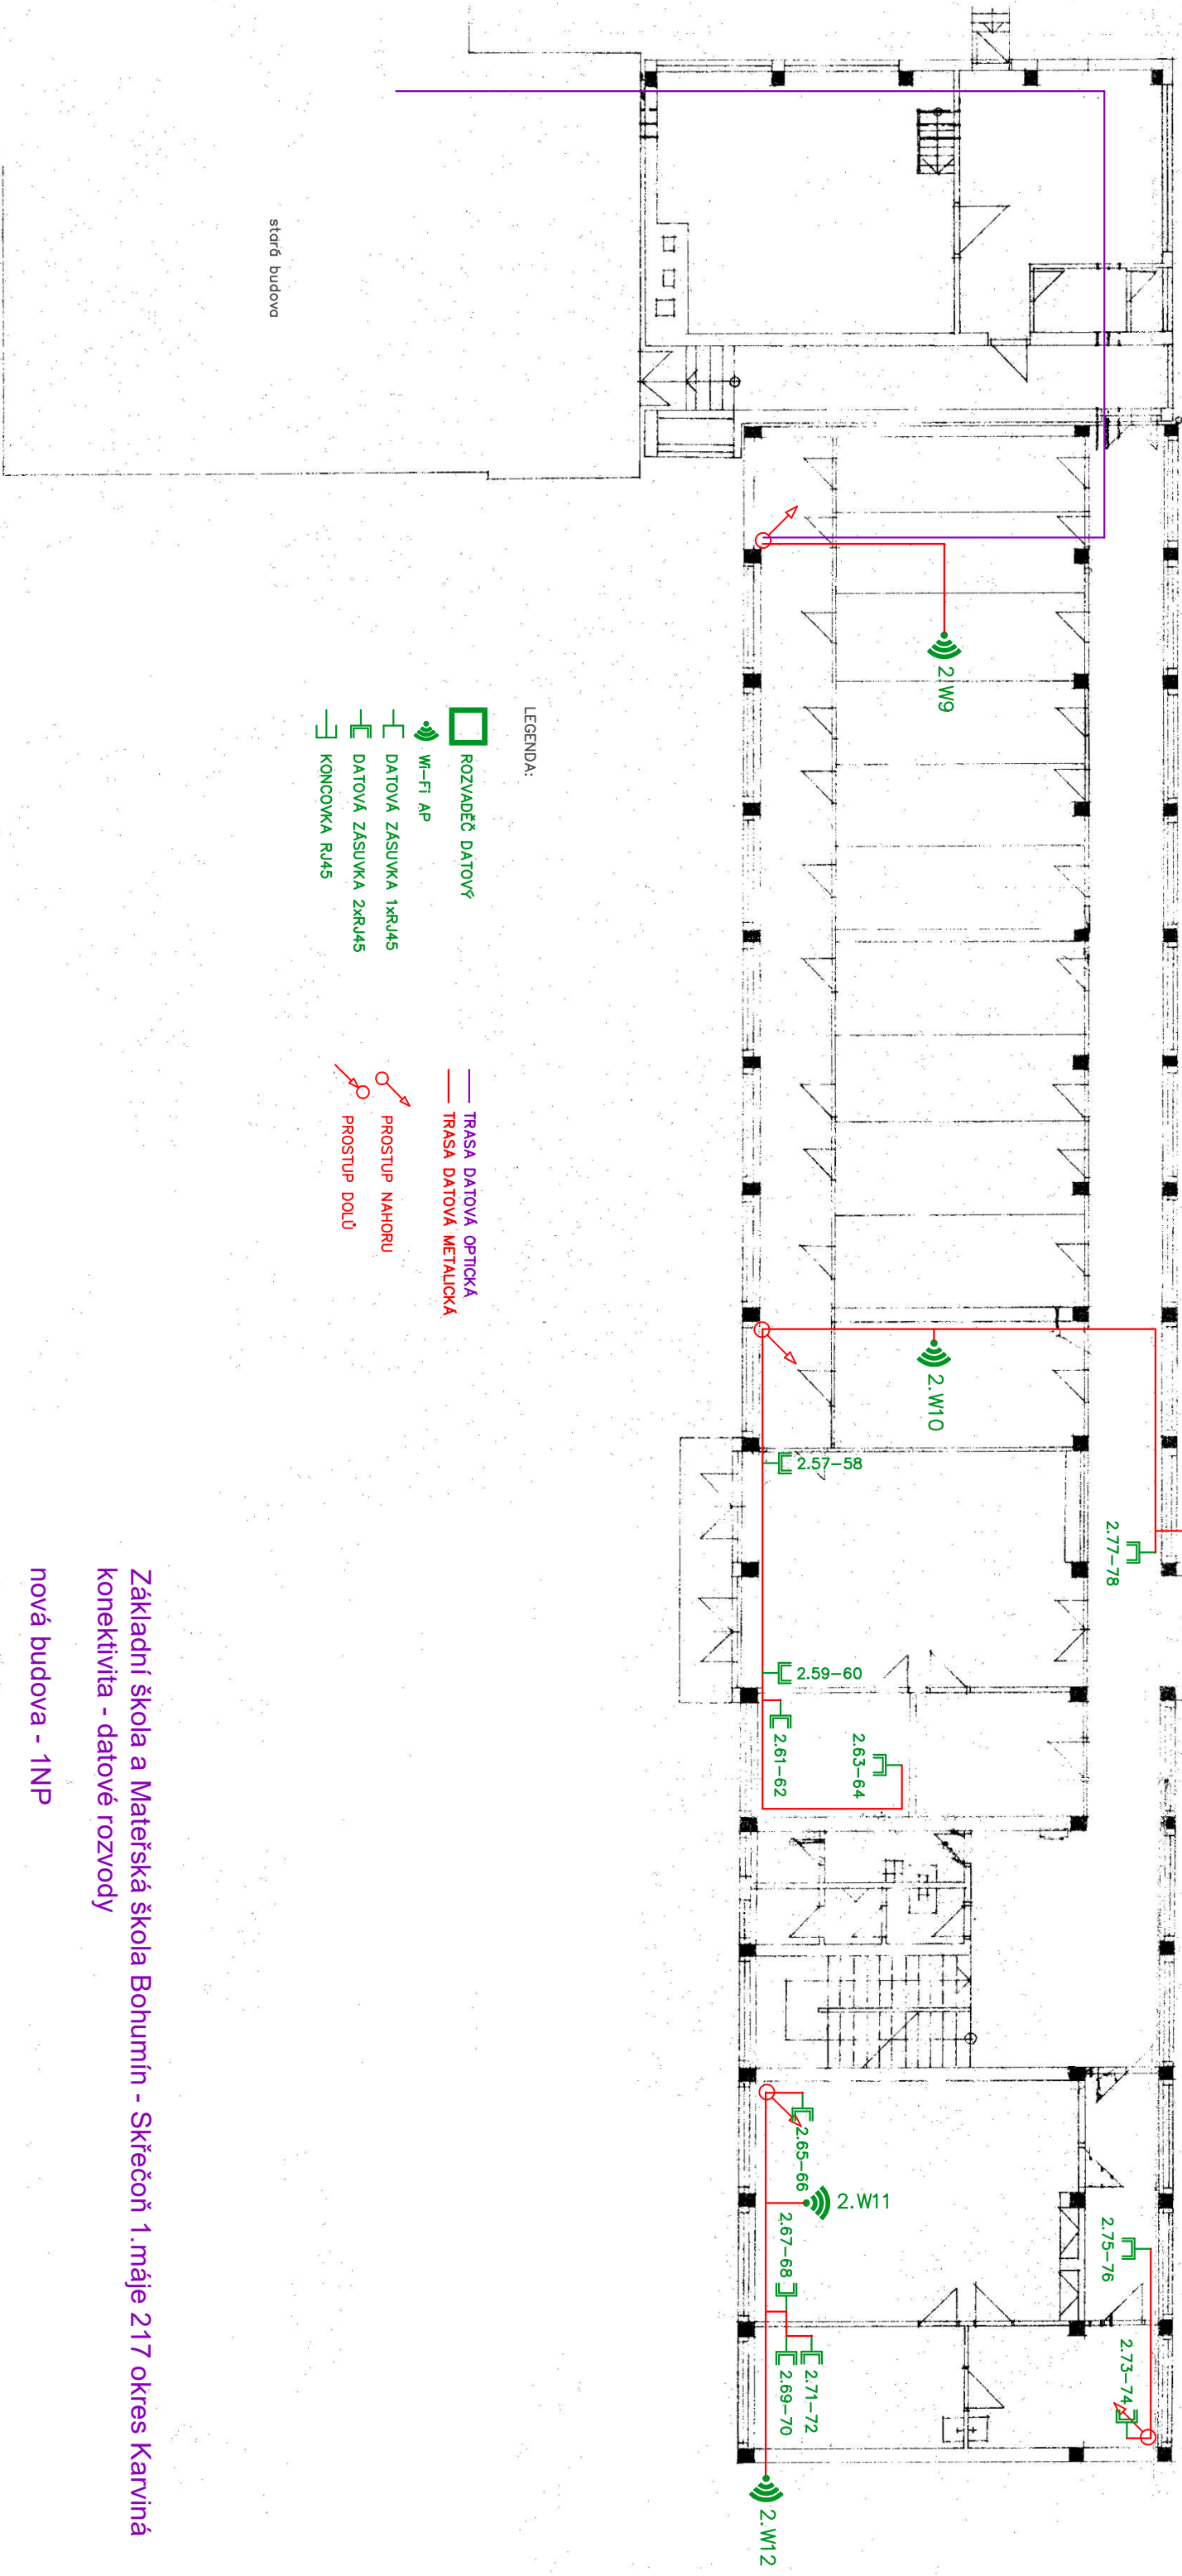 2.W9
2.W10
2.57-58
2.77-78
2.59-60
2.61-62
2.63-64
2.65-66
2.W11
2.67-68
2.75-76
2.73-74
2.71-72
2.69-70
2.W12
stará budova
LEGENDA:
ROZVADĚČ DATOVÝ
Wi-Fi AP
DATOVÁ ZÁSUVKA 1xRJ45
DATOVÁ ZÁSUVKA 2xRJ45
KONCOVKA RJ45
TRASA DATOVÁ OPTICKÁ
TRASA DATOVÁ METALICKÁ
PROSTUP NAHORU
PROSTUP DOLŮ
Základní škola a Mateřská škola Bohumín - Skřečoň 1.máje 217 okres Karviná
konektivita - datové rozvody
nová budova - 1NP